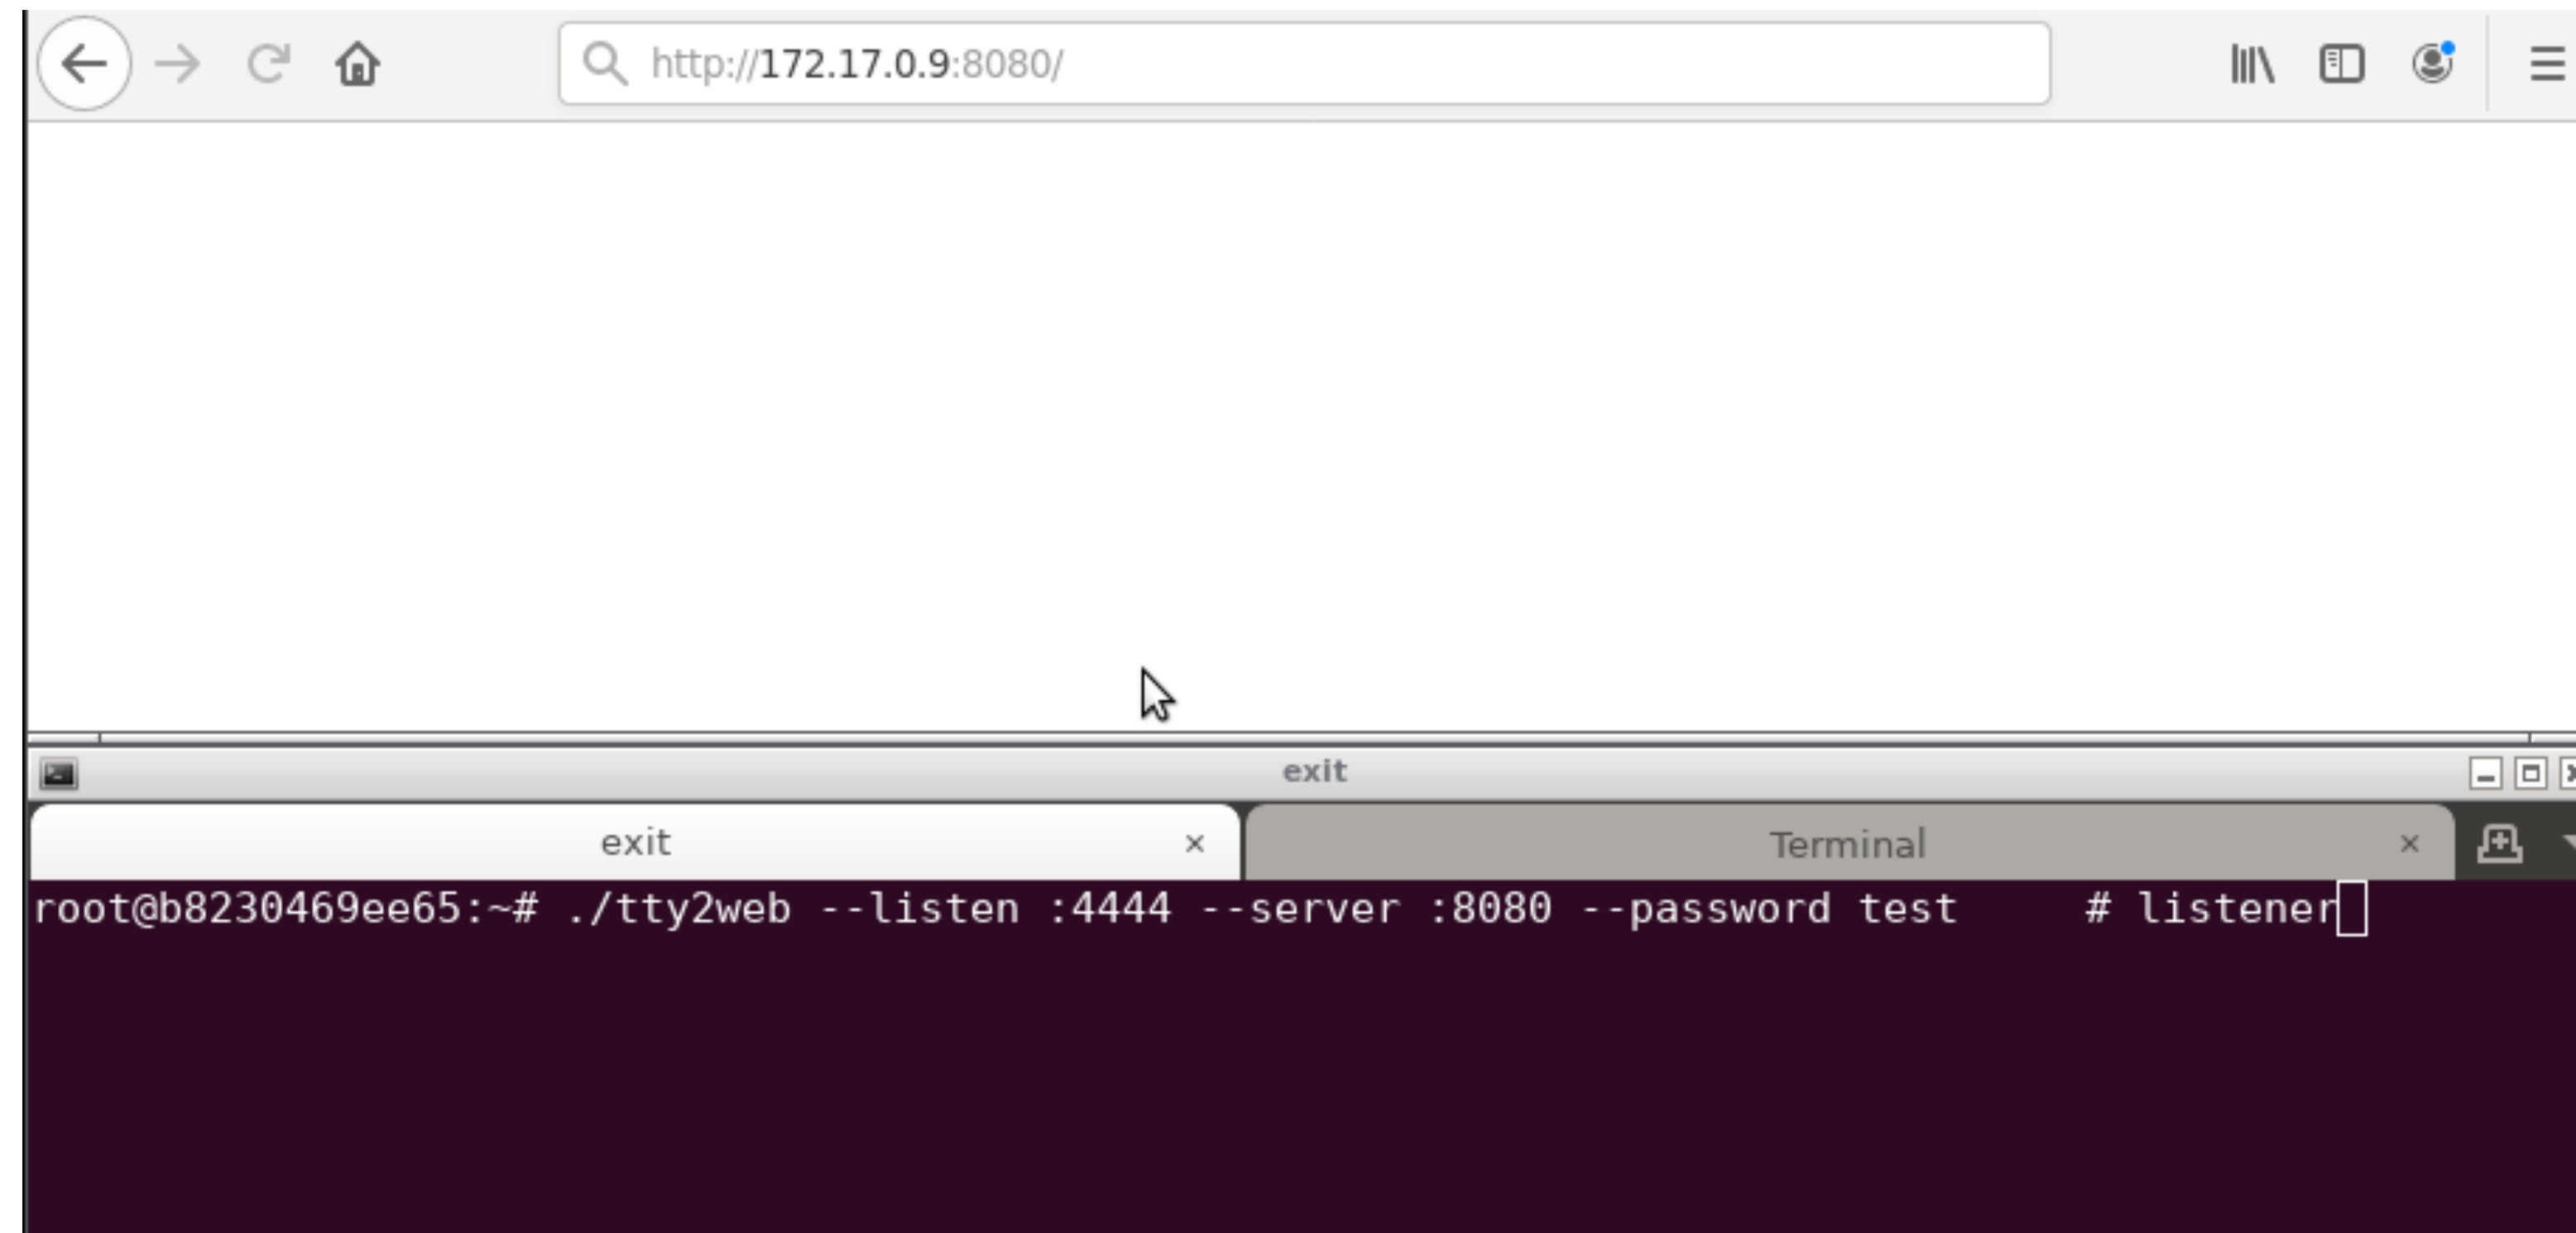 http://172.17.0.9:8080/
exit
exit
Terminal
root@b8230469ee65:~# ./tty2web --listen :4444 --server :8080 --password test     # listener